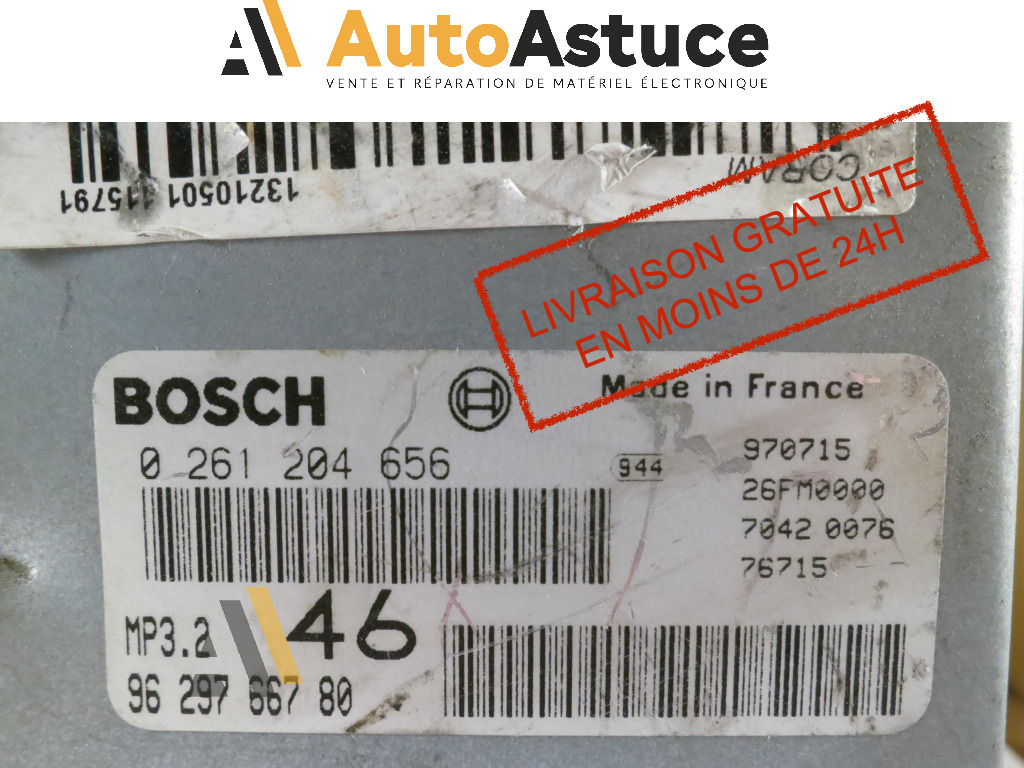 AutoAstuce
VENTE ET RÉPARATION DE MATÉRIEL ÉLECTRONIQUE
13210501 115791
CORAM
LIVRAISON GRATUITE
EN MOINS DE 24H
BOSCH
Made in France
0 261 204 656
944
970715
26FM0000
7042 0076
76715
MP3.2
46
96 297 667 80